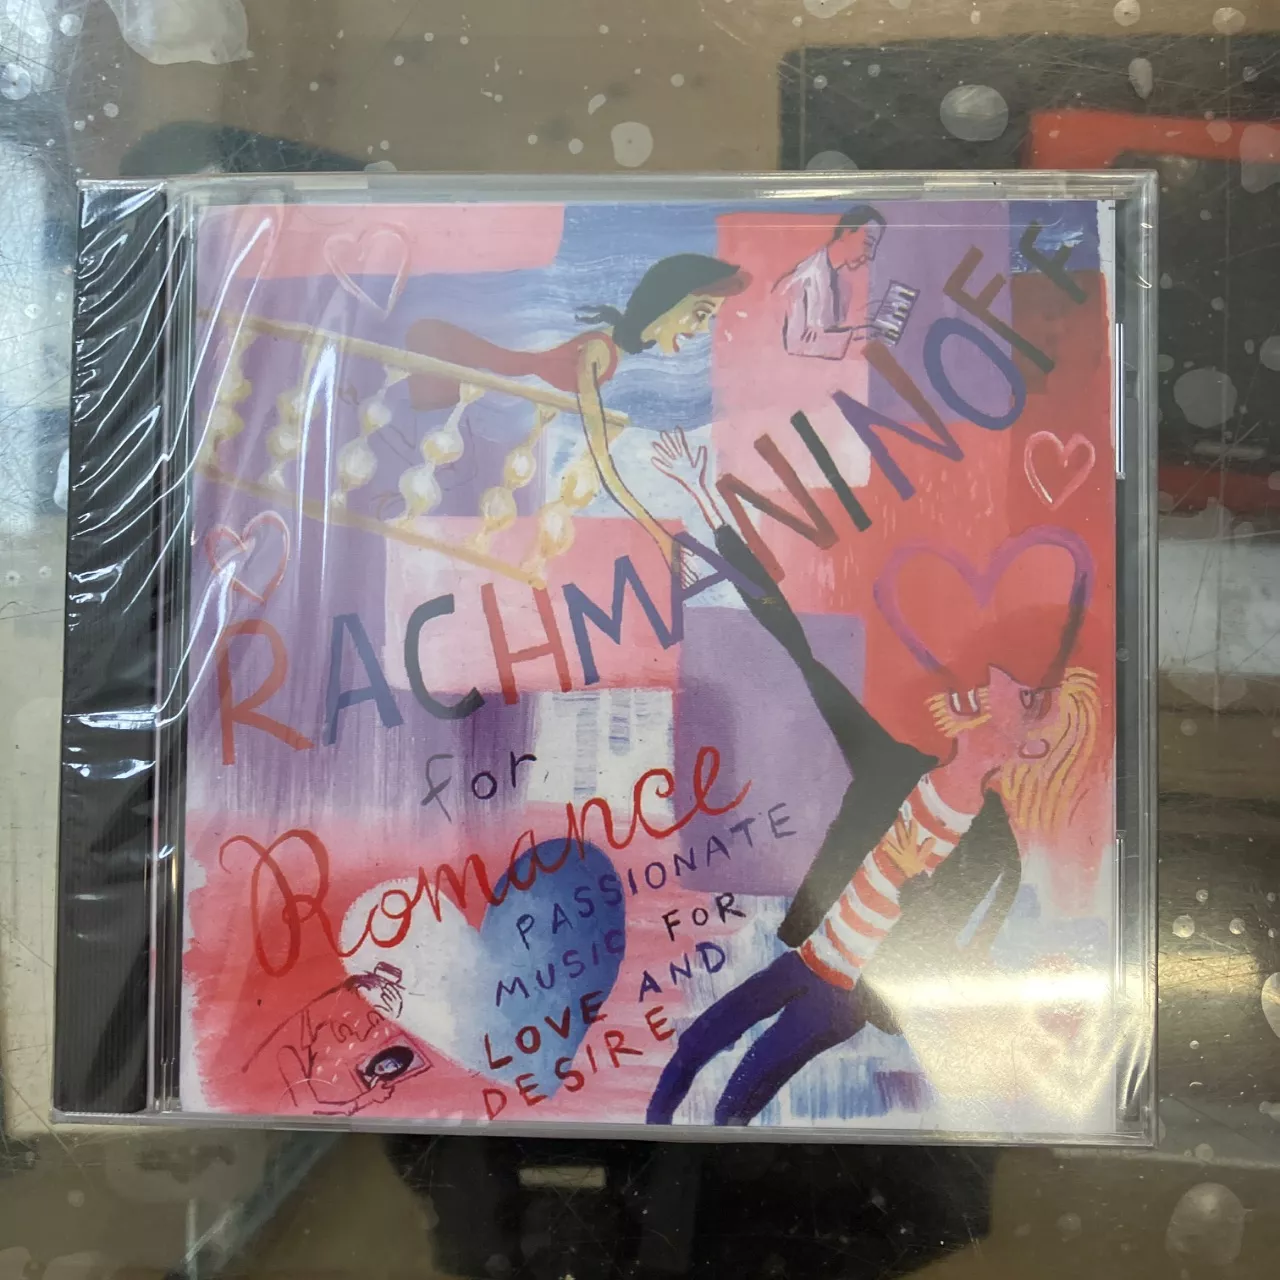 RACHMANINOFF
for
Romance
PASSIONATE
MUSIC FOR
LOVE AND
DESIRE